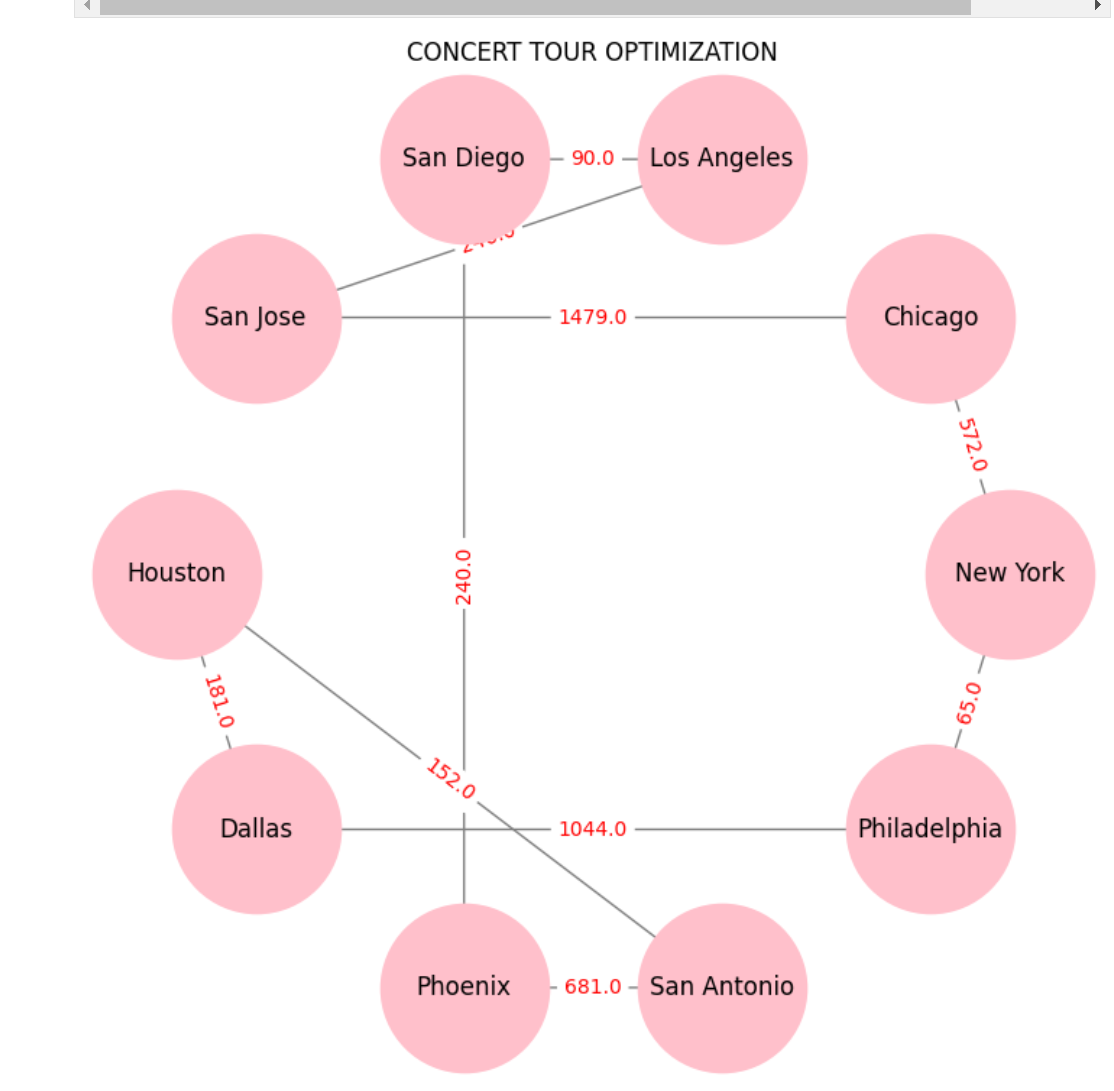 CONCERT TOUR OPTIMIZATION
San Diego
90.0
Los Angeles
San Jose
1479.0
Chicago
572.0
Houston
240.0
New York
181.0
65.0
152.0
Dallas
1044.0
Philadelphia
Phoenix
681.0
San Antonio